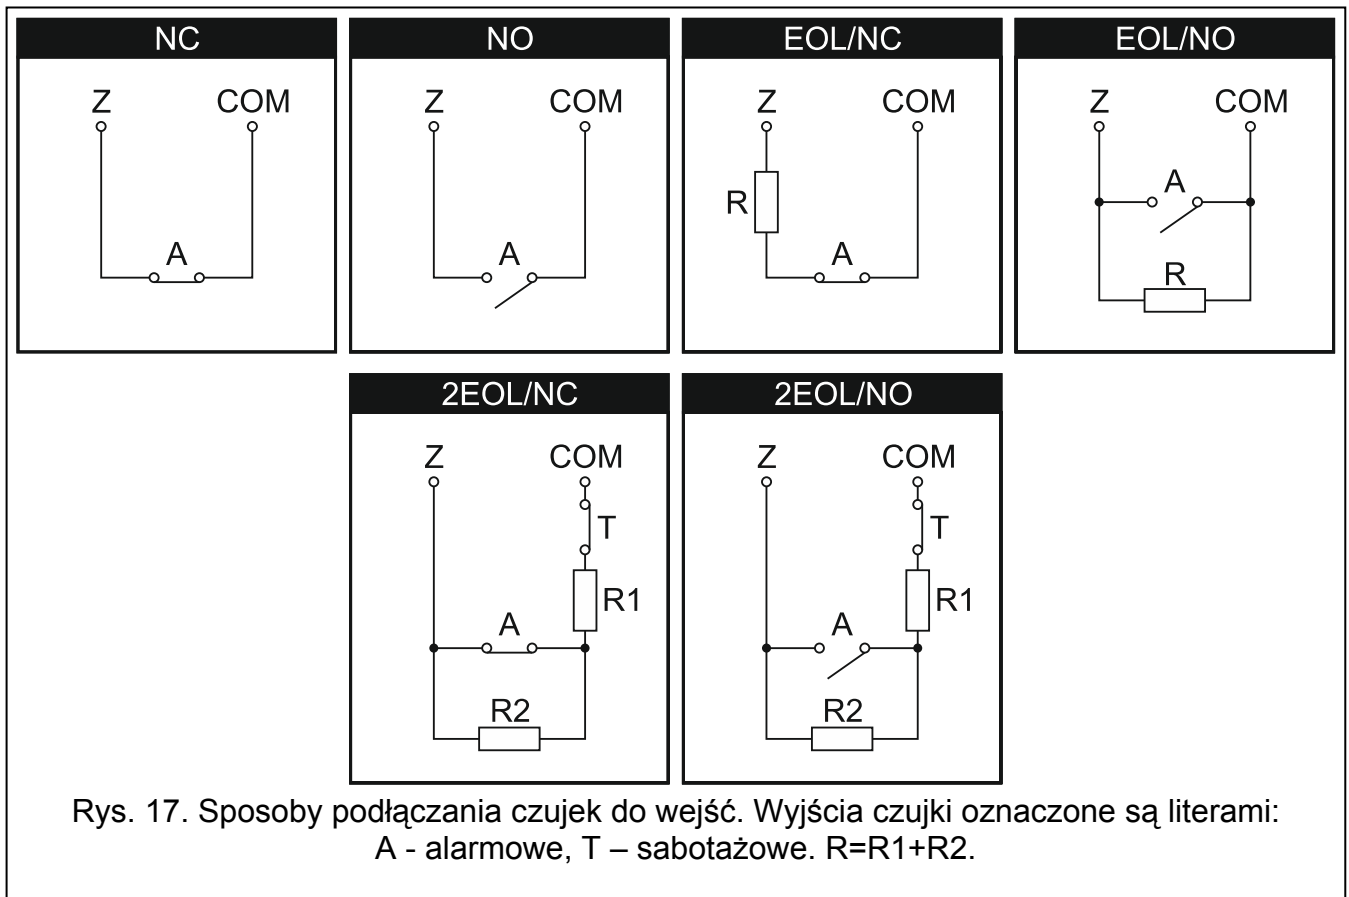 NC
Z COM
A
NO
Z COM
A
EOL/NC
Z COM
R
A
EOL/NO
Z COM
A
R
2EOL/NC
Z COM
T
R1
A
R2
2EOL/NO
Z COM
T
R1
A
R2
Rys. 17. Sposoby podłączania czujek do wejść. Wyjścia czujki oznaczone są literami:
A - alarmowe, T – sabotażowe. R=R1+R2.